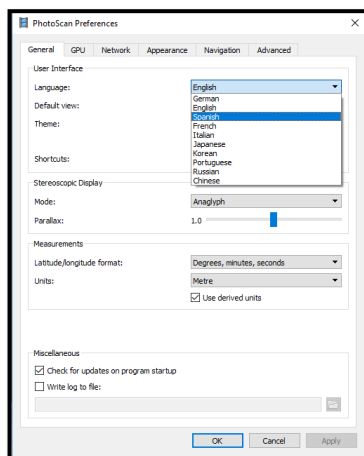 PhotoScan Preferences
General GPU Network Appearance Navigation Advanced
User Interface
Language: English
German
Default view: English
Spanish
Theme: French
Italian
Japanese
Korean
Shortcuts: Portuguese
Russian
Chinese
Stereoscopic Display
Mode: Anaglyph
Parallax: 1.0
Measurements
Latitude/longitude format: Degrees, minutes, seconds
Units: Metre
Use derived units
Miscellaneous
Check for updates on program startup
Write log to file:
OK Cancel Apply